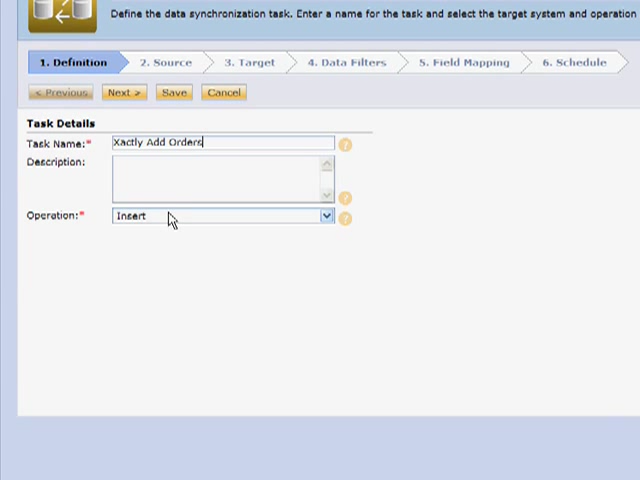 Define the data synchronization task. Enter a name for the task and select the target system and operation
1. Definition 2. Source 3. Target 4. Data Filters 5. Field Mapping 6. Schedule
< Previous Next > Save Cancel
Task Details
Task Name:* Xactly Add Orders ?
Description: ?
Operation:* Insert ?